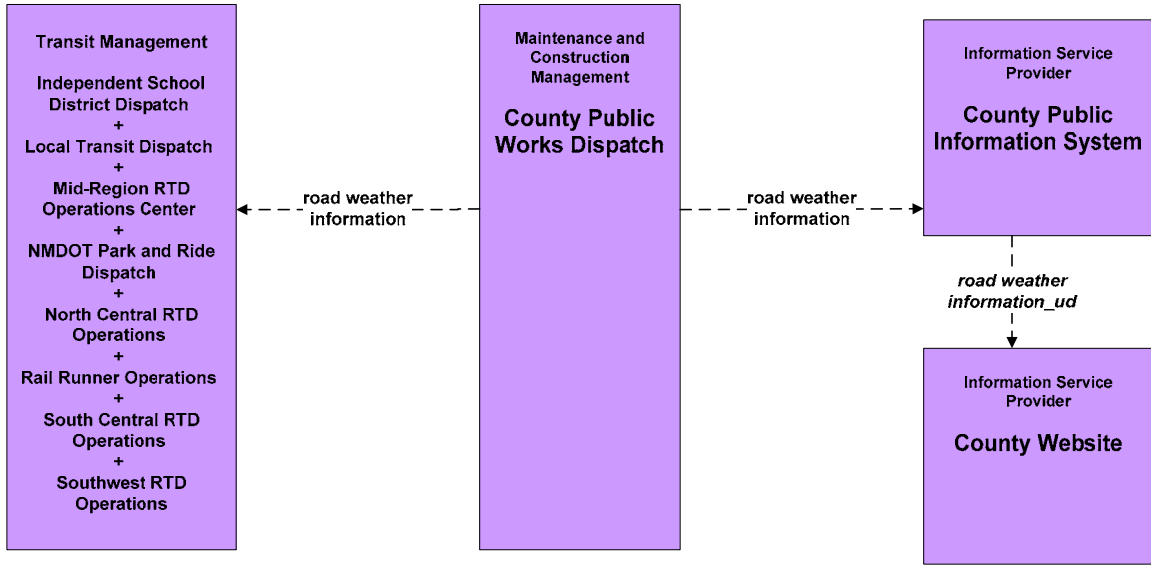 Transit Management
Independent School
District Dispatch
+
Local Transit Dispatch
+
Mid-Region RTD
Operations Center
+
NMDOT Park and Ride
Dispatch
+
North Central RTD
Operations
+
Rail Runner Operations
+
South Central RTD
Operations
+
Southwest RTD
Operations
road weather
information
Maintenance and
Construction
Management
County Public
Works Dispatch
road weather
information
Information Service
Provider
County Public
Information System
road weather
information_ud
Information Service
Provider
County Website